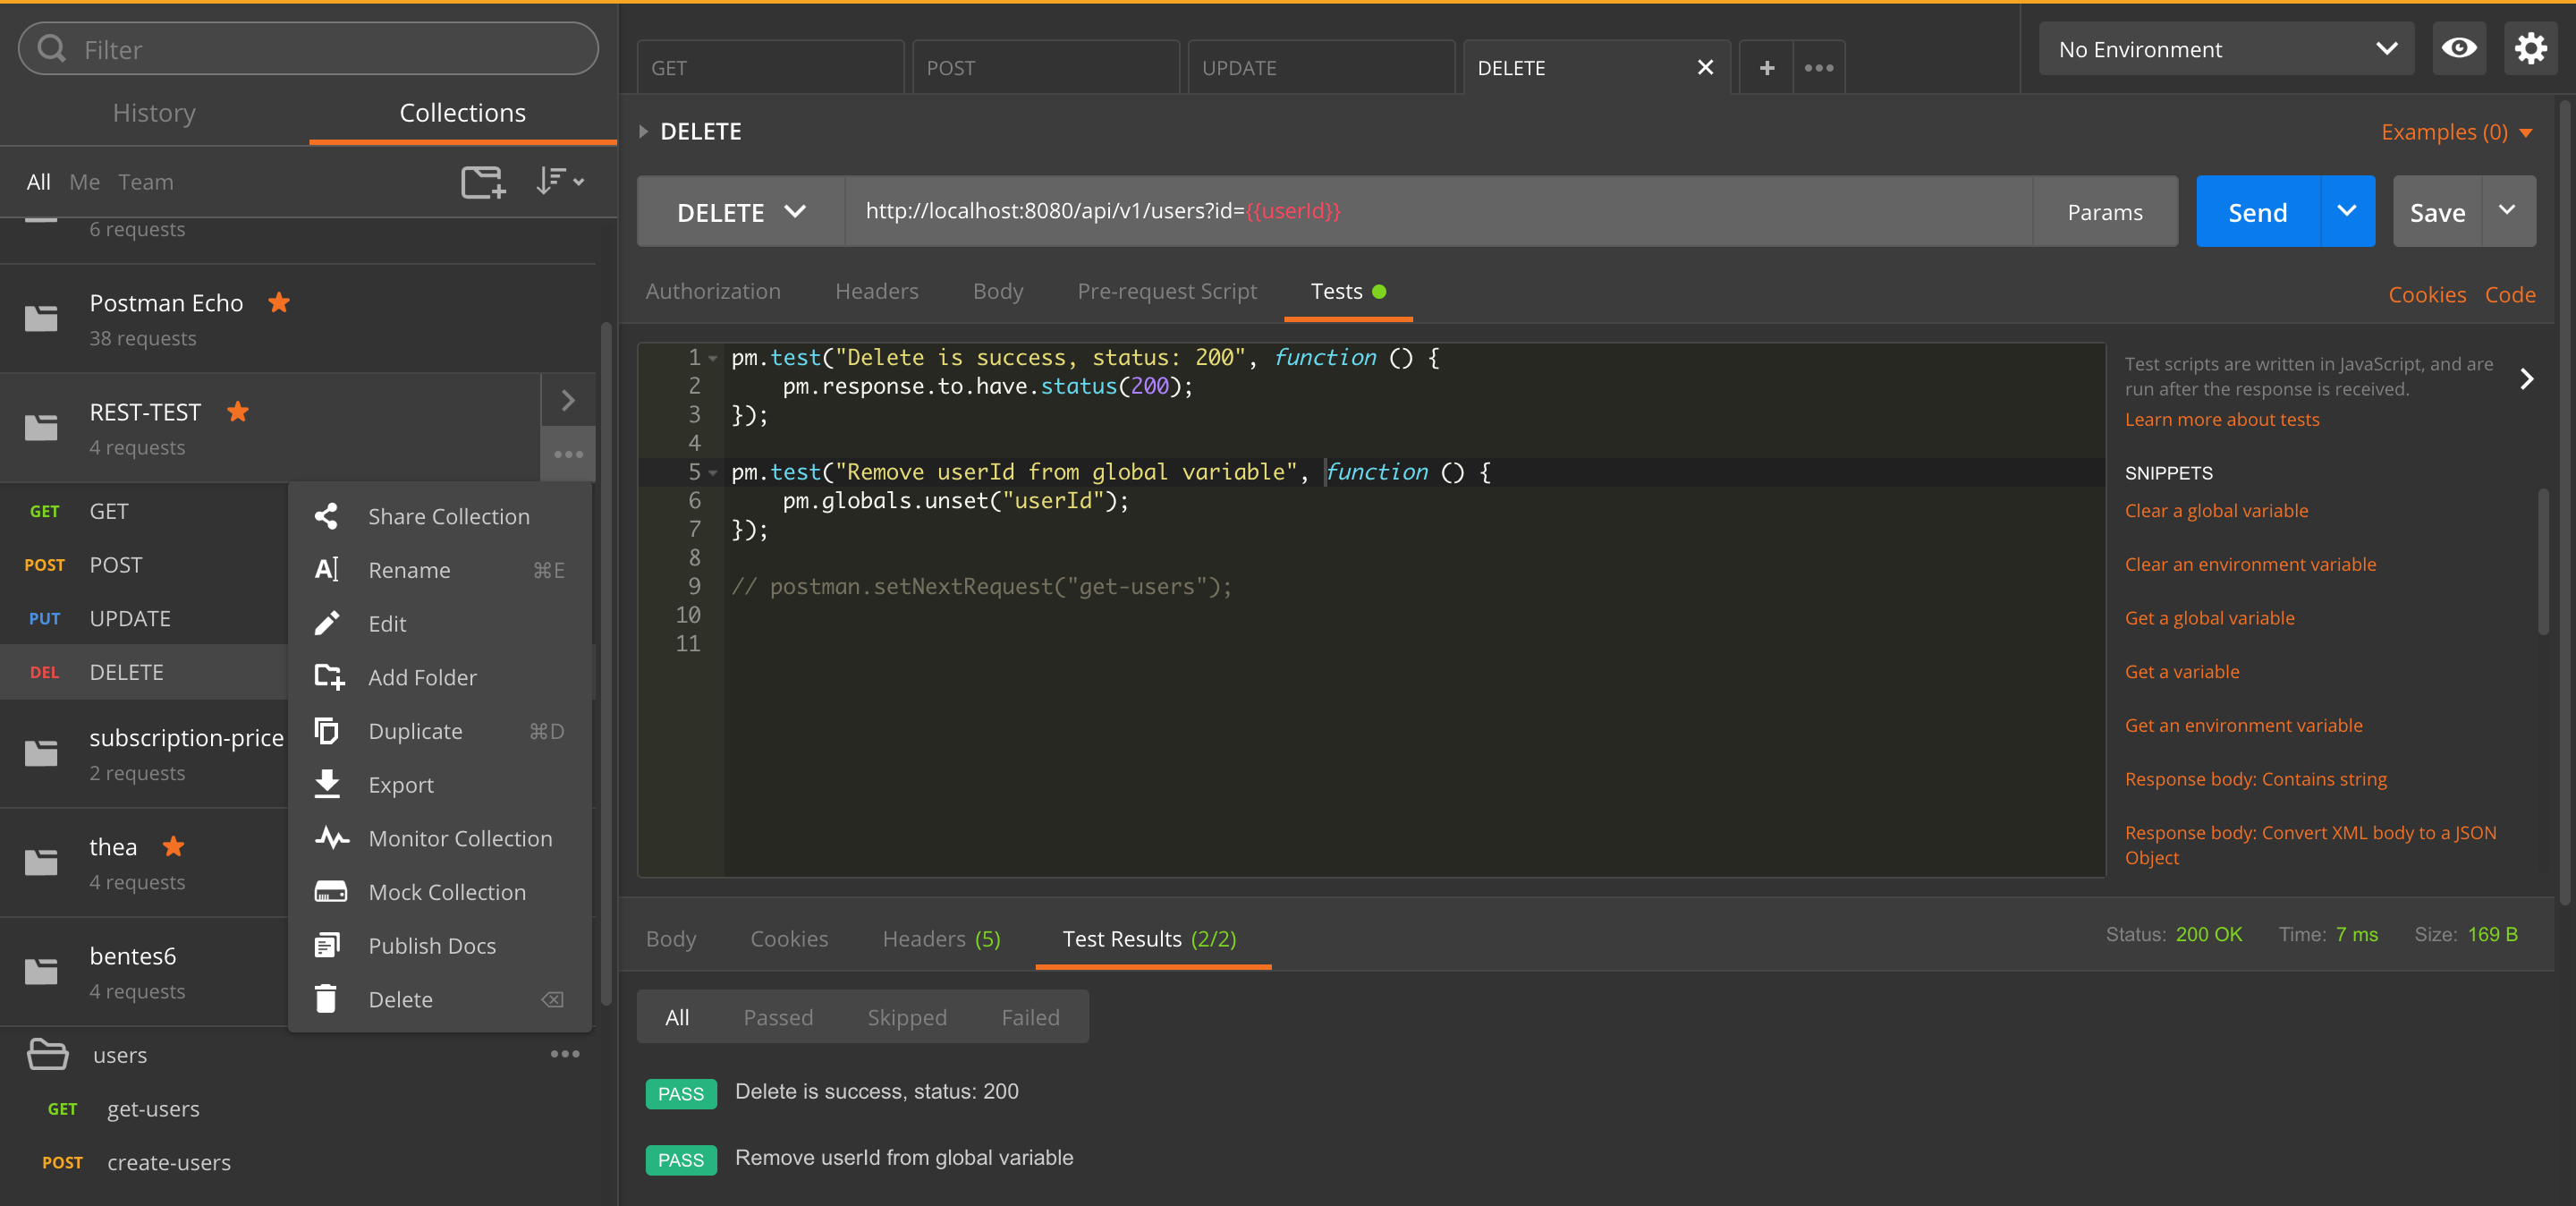 Filter
History
Collections
All Me Team
6 requests
Postman Echo
38 requests
REST-TEST
4 requests
GET GET
POST POST
PUT UPDATE
DEL DELETE
subscription-price
2 requests
thea
4 requests
bentes6
4 requests
users
GET get-users
POST create-users
Share Collection
Rename ⌘E
Edit
Add Folder
Duplicate ⌘D
Export
Monitor Collection
Mock Collection
Publish Docs
Delete
GET
POST
UPDATE
DELETE
No Environment
DELETE
Examples (0)
DELETE
http://localhost:8080/api/v1/users?id={{userId}}
Params
Send
Save
Authorization
Headers
Body
Pre-request Script
Tests
Cookies
Code
1 pm.test("Delete is success, status: 200", function () {
2 pm.response.to.have.status(200);
3 });
4
5 pm.test("Remove userId from global variable", function () {
6 pm.globals.unset("userId");
7 });
8
9 // postman.setNextRequest("get-users");
10
11
Test scripts are written in JavaScript, and are
run after the response is received.
Learn more about tests
SNIPPETS
Clear a global variable
Clear an environment variable
Get a global variable
Get a variable
Get an environment variable
Response body: Contains string
Response body: Convert XML body to a JSON
Object
Body
Cookies
Headers (5)
Test Results (2/2)
Status: 200 OK
Time: 7 ms
Size: 169 B
All
Passed
Skipped
Failed
PASS Delete is success, status: 200
PASS Remove userId from global variable